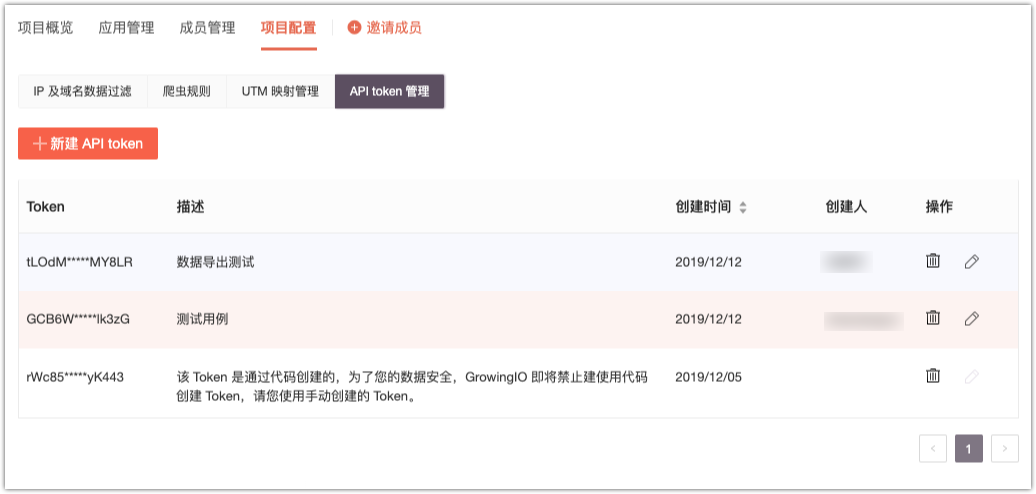 项目概览 应用管理 成员管理 项目配置 邀请成员
IP 及域名数据过滤 爬虫规则 UTM 映射管理 API token 管理
新建 API token
Token 描述 创建时间 创建人 操作
tLOdM*****MY8LR 数据导出测试 2019/12/12
GCB6W*****lk3zG 测试用例 2019/12/12
rWc85*****yK443 该 Token 是通过代码创建的，为了您的数据安全，GrowingIO 即将禁止建使用代码 2019/12/05
创建 Token，请您使用手动创建的 Token。
1